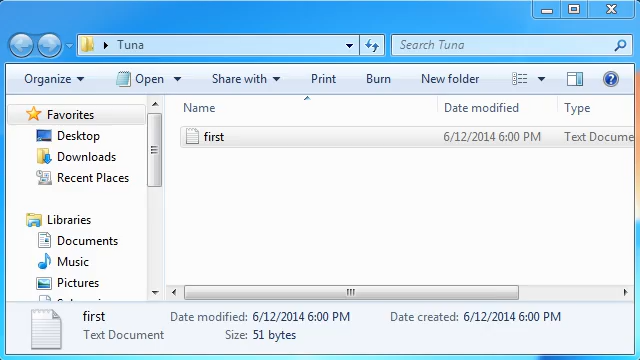 Tuna
Search Tuna
Organize Open Share with Print Burn New folder
Name Date modified Type
first 6/12/2014 6:00 PM Text Docume
Favorites
Desktop
Downloads
Recent Places
Libraries
Documents
Music
Pictures
first Date modified: 6/12/2014 6:00 PM Date created: 6/12/2014 6:00 PM
Text Document Size: 51 bytes